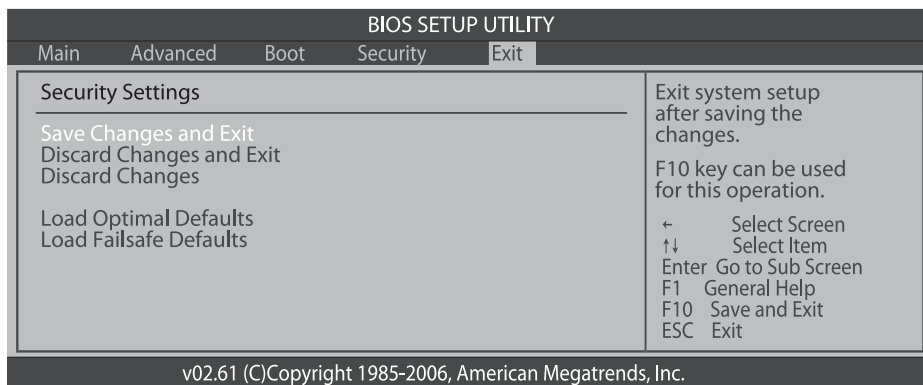 BIOS SETUP UTILITY
Main Advanced Boot Security Exit
Security Settings
Save Changes and Exit
Discard Changes and Exit
Discard Changes
Load Optimal Defaults
Load Failsafe Defaults
Exit system setup
after saving the
changes.
F10 key can be used
for this operation.
← Select Screen
↑↓ Select Item
Enter Go to Sub Screen
F1 General Help
F10 Save and Exit
ESC Exit
v02.61 (C)Copyright 1985-2006, American Megatrends, Inc.